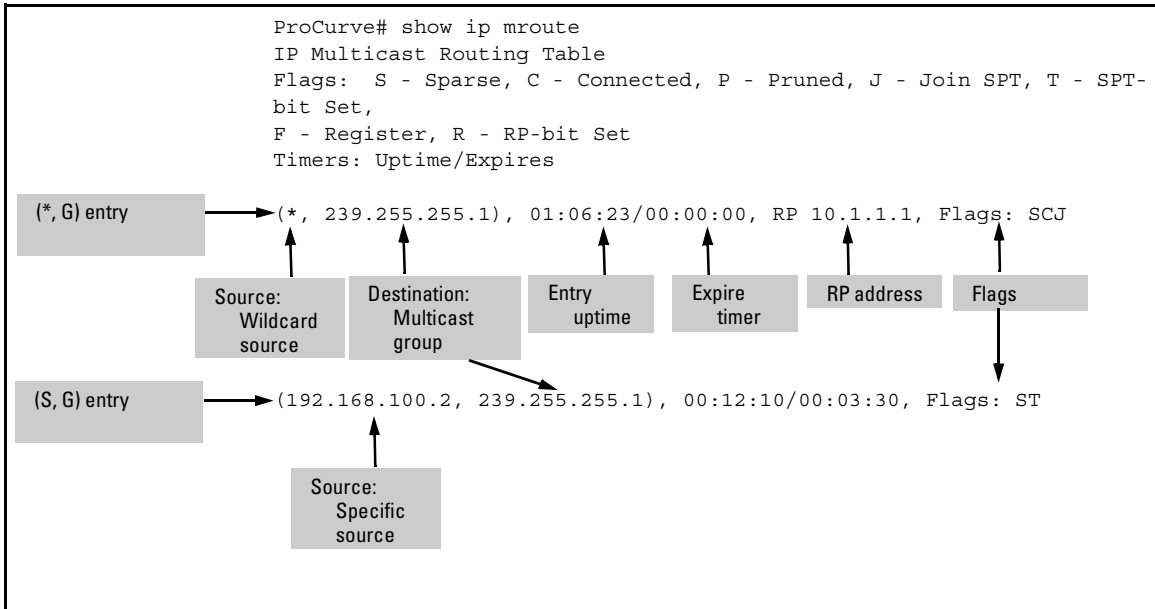 ProCurve# show ip mroute
IP Multicast Routing Table
Flags:  S - Sparse, C - Connected, P - Pruned, J - Join SPT, T - SPT-
bit Set,
F - Register, R - RP-bit Set
Timers: Uptime/Expires
(*, G) entry
(*, 239.255.255.1), 01:06:23/00:00:00, RP 10.1.1.1, Flags: SCJ
Source:
Wildcard
source
Destination:
Multicast
group
Entry
uptime
Expire
timer
RP address
Flags
(S, G) entry
(192.168.100.2, 239.255.255.1), 00:12:10/00:03:30, Flags: ST
Source:
Specific
source